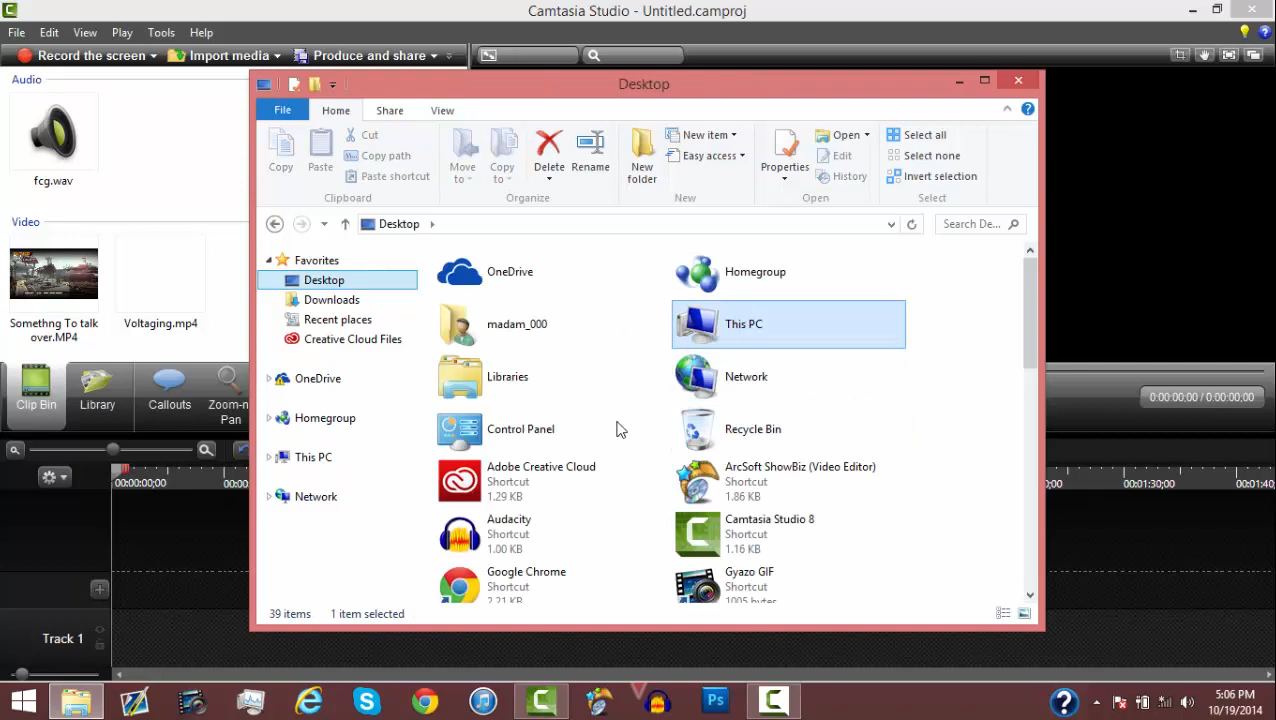 Camtasia Studio - Untitled.camproj
File Edit View Play Tools Help
Record the screen Import media Produce and share
Audio
fcg.wav
Video
Somethng To talk over.MP4
Voltaging.mp4
Clip Bin Library Callouts Zoom-n Pan
0:00:00;00 / 0:00:00;00
00:00:00;00
00:01:30;00
00:01:40;
Track 1
Desktop
File Home Share View
Copy
Paste
Cut
Copy path
Paste shortcut
Clipboard
Move to
Copy to
Delete
Rename
Organize
New folder
New item
Easy access
New
Properties
Open
Edit
History
Open
Select all
Select none
Invert selection
Select
Desktop
Search De...
Favorites
Desktop
Downloads
Recent places
Creative Cloud Files
OneDrive
Homegroup
This PC
Network
OneDrive
Homegroup
madam_000
This PC
Libraries
Network
Control Panel
Recycle Bin
Adobe Creative Cloud
Shortcut
1.29 KB
ArcSoft ShowBiz (Video Editor)
Shortcut
1.86 KB
Audacity
Shortcut
1.00 KB
Camtasia Studio 8
Shortcut
1.16 KB
Google Chrome
Shortcut
2.21 KB
Gyazo GIF
Shortcut
1005 bytes
39 items 1 item selected
Ps
5:06 PM
10/19/2014